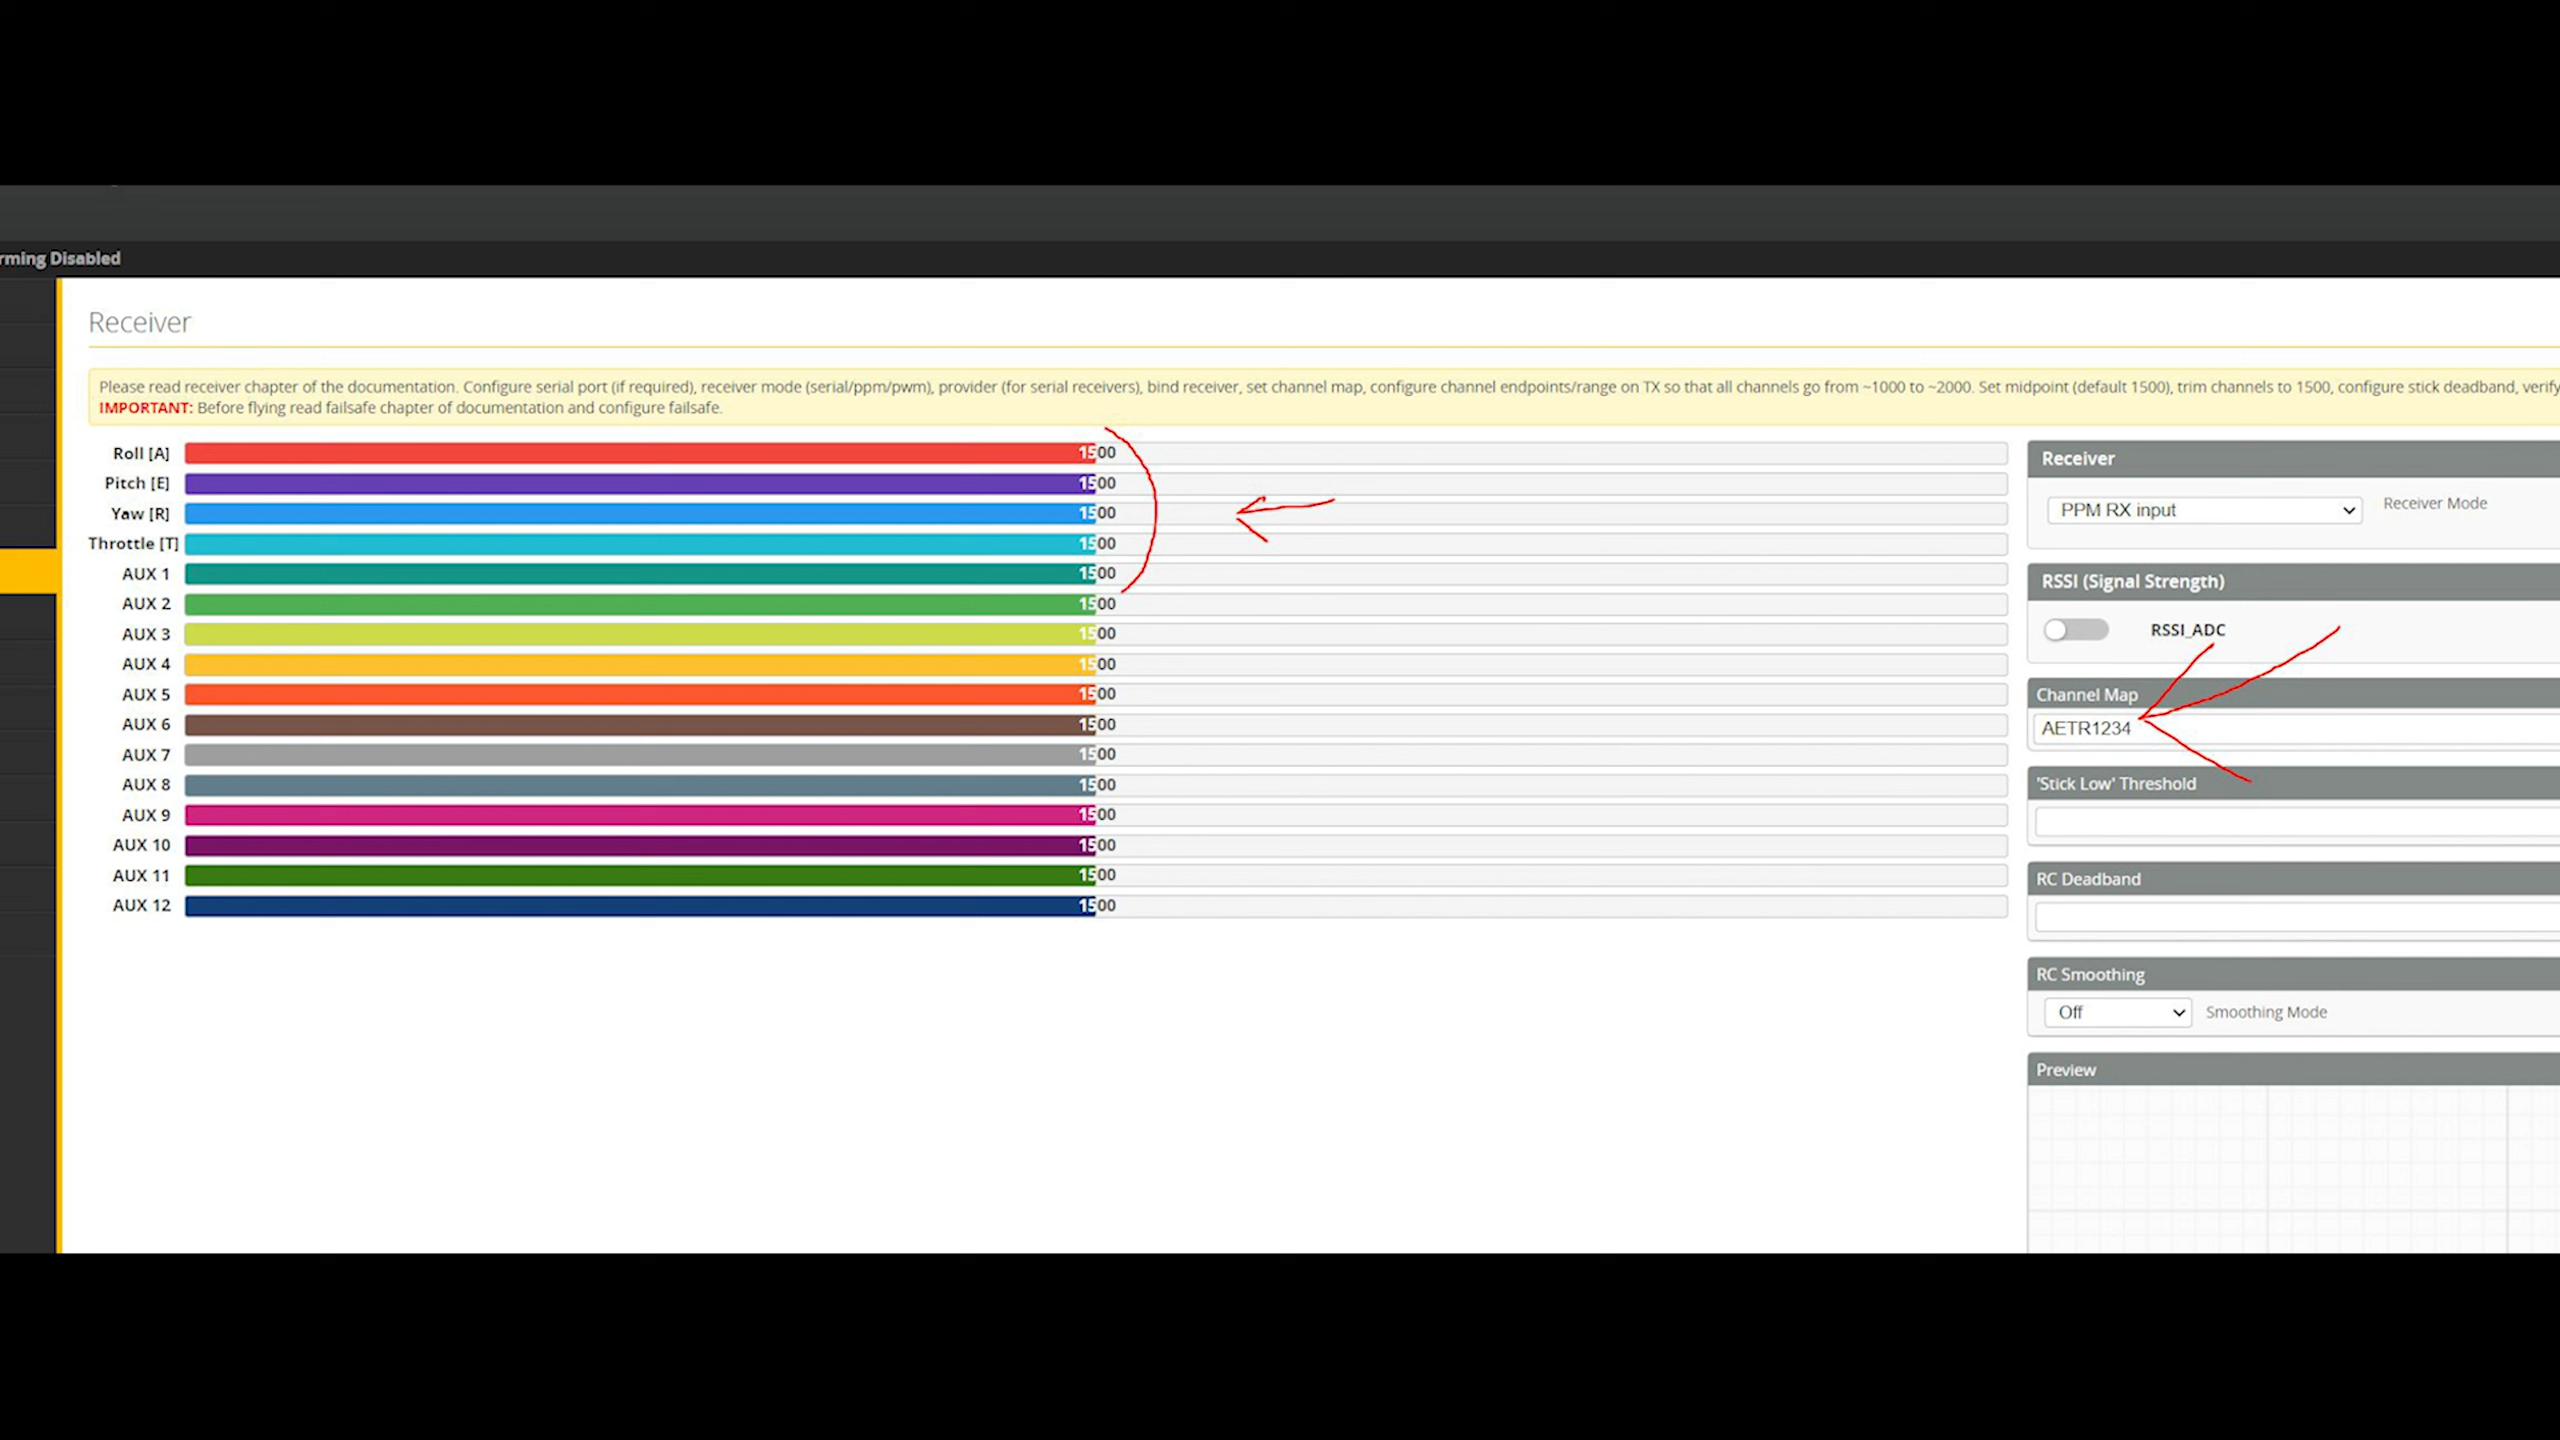 rming Disabled
Receiver
Please read receiver chapter of the documentation. Configure serial port (if required), receiver mode (serial/ppm/pwm), provider (for serial receivers), bind receiver, set channel map, configure channel endpoints/range on TX so that all channels go from ~1000 to ~2000. Set midpoint (default 1500), trim channels to 1500, configure stick deadband, verify
IMPORTANT: Before flying read failsafe chapter of documentation and configure failsafe.
Roll [A] 1500
Pitch [E] 1500
Yaw [R] 1500
Throttle [T] 1500
AUX 1 1500
AUX 2 1500
AUX 3 1500
AUX 4 1500
AUX 5 1500
AUX 6 1500
AUX 7 1500
AUX 8 1500
AUX 9 1500
AUX 10 1500
AUX 11 1500
AUX 12 1500
Receiver
PPM RX input Receiver Mode
RSSI (Signal Strength)
RSSI_ADC
Channel Map
AETR1234
'Stick Low' Threshold
RC Deadband
RC Smoothing
Off Smoothing Mode
Preview